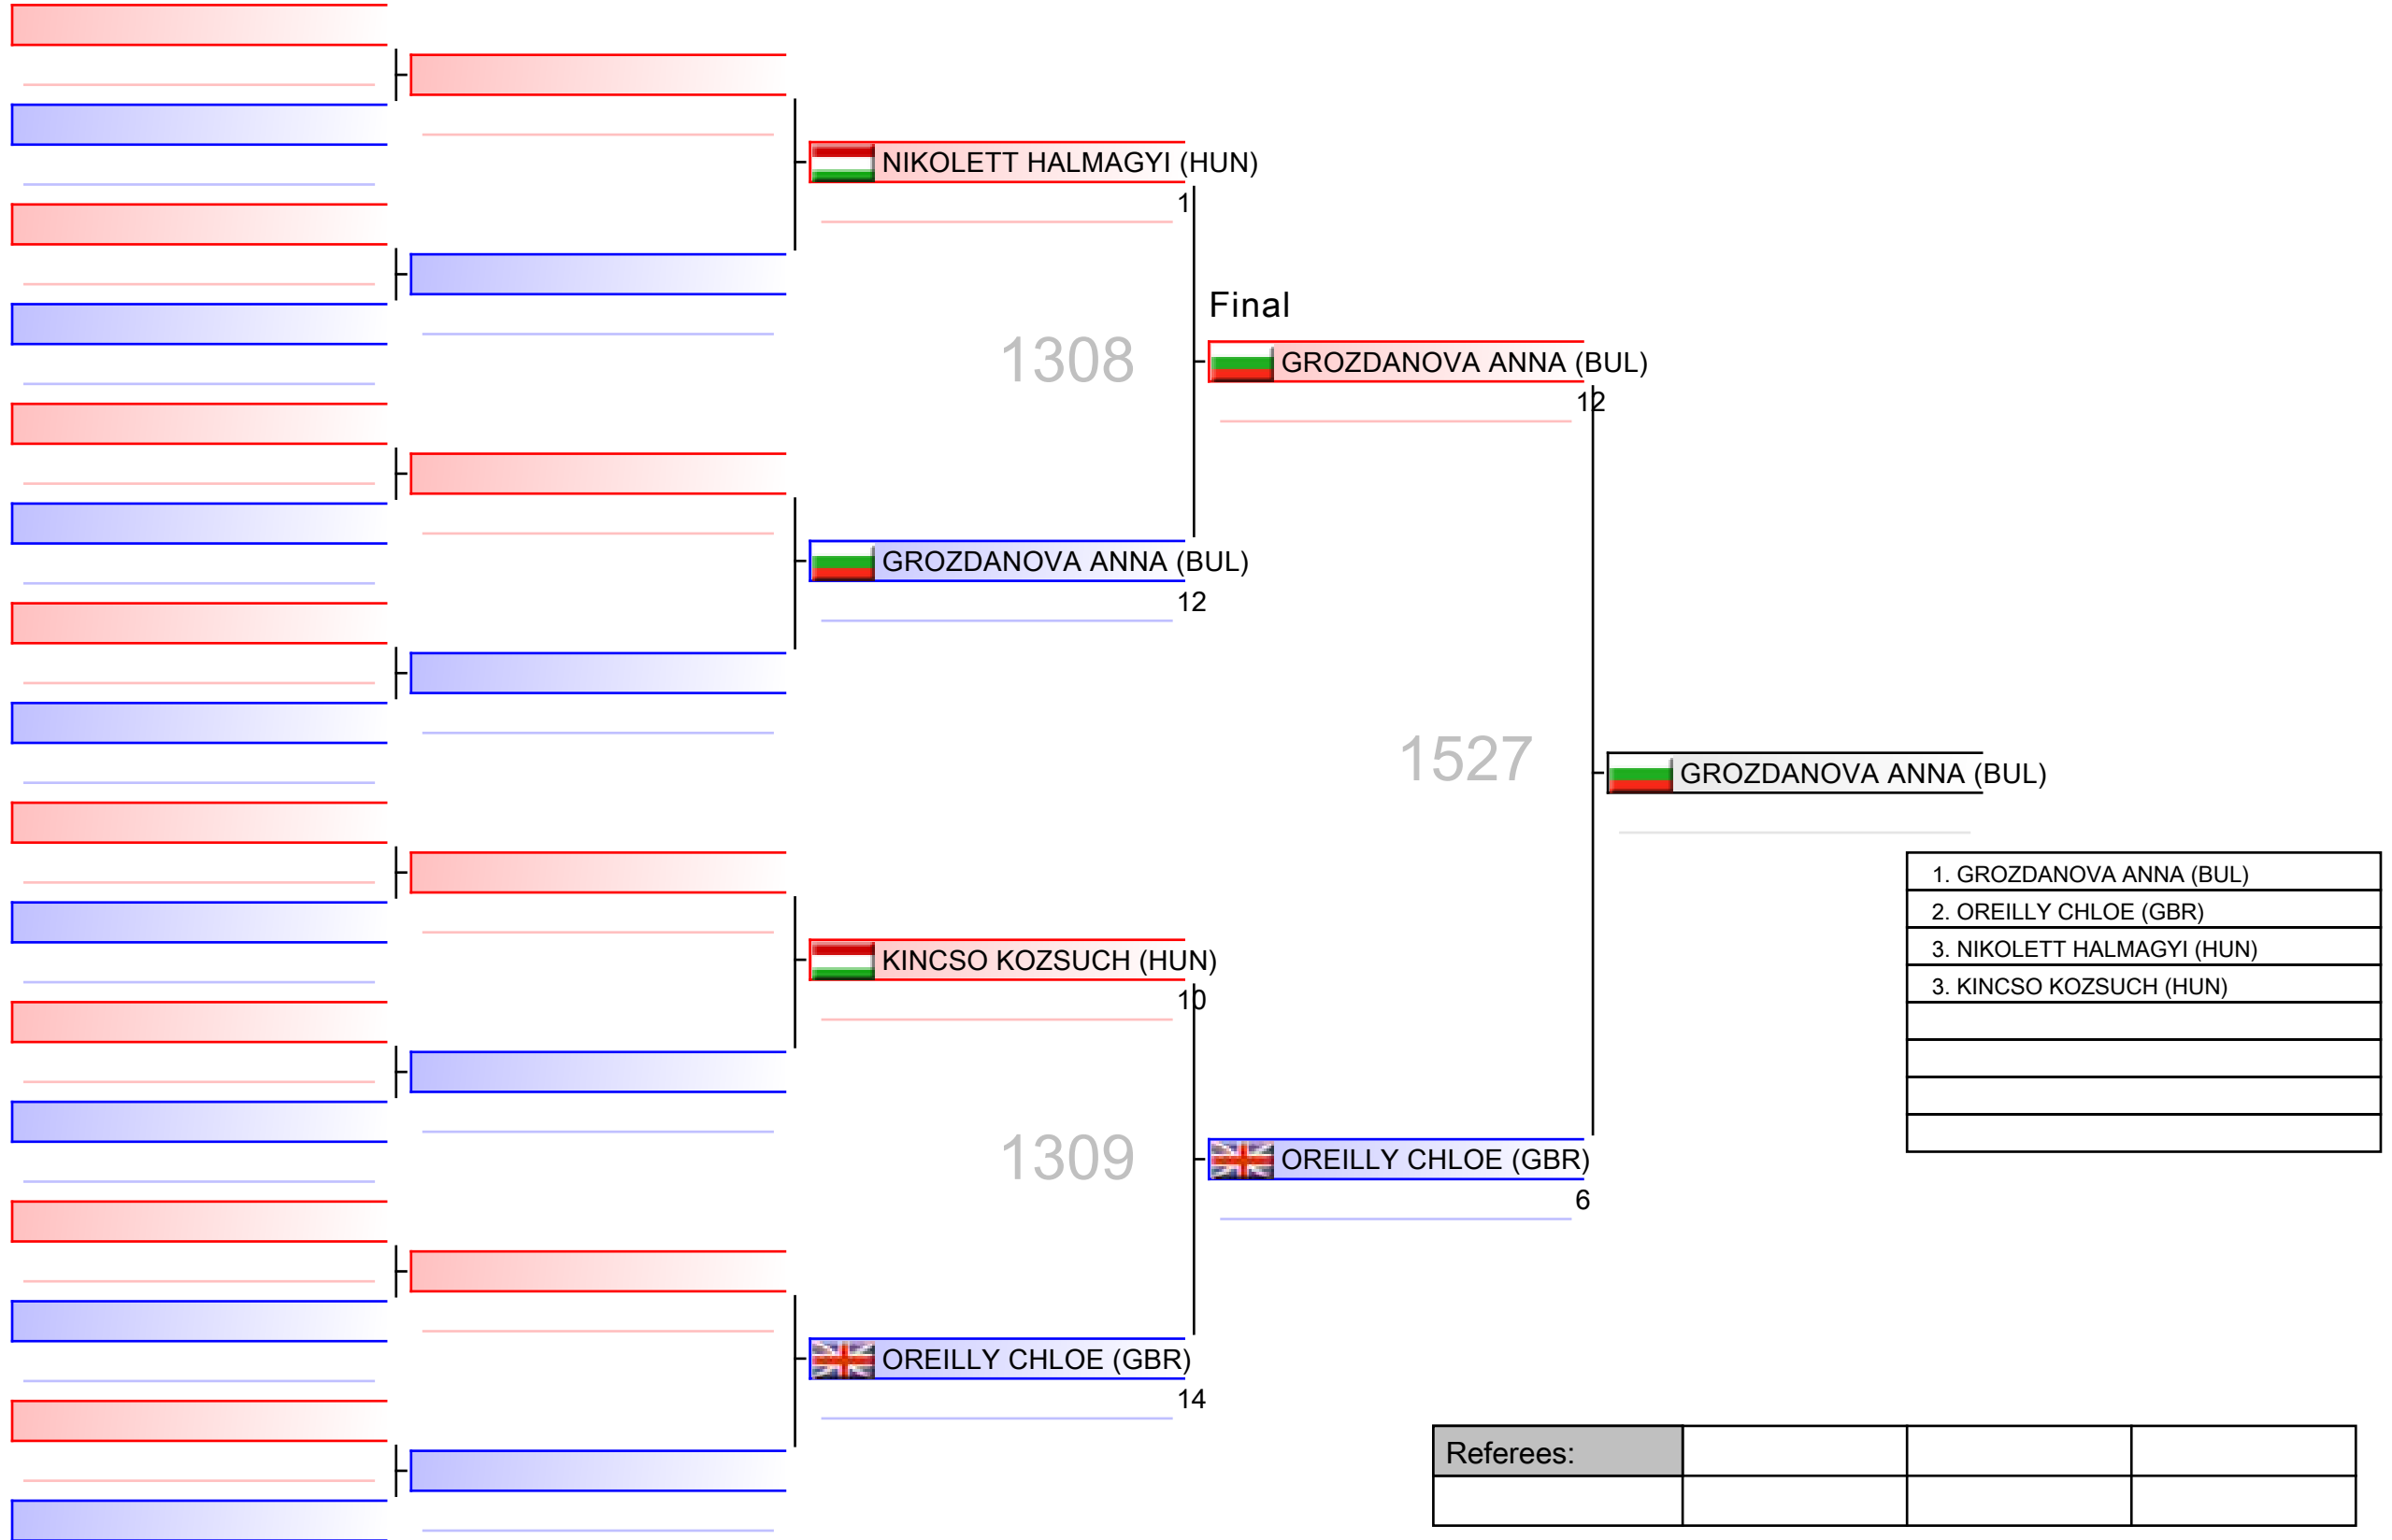 NIKOLETT HALMAGYI (HUN)
1
Final
1308
GROZDANOVA ANNA (BUL)
12
GROZDANOVA ANNA (BUL)
12
1527
GROZDANOVA ANNA (BUL)
1. GROZDANOVA ANNA (BUL)
2. OREILLY CHLOE (GBR)
3. NIKOLETT HALMAGYI (HUN)
3. KINCSO KOZSUCH (HUN)
KINCSO KOZSUCH (HUN)
10
1309
OREILLY CHLOE (GBR)
6
OREILLY CHLOE (GBR)
14
Referees: